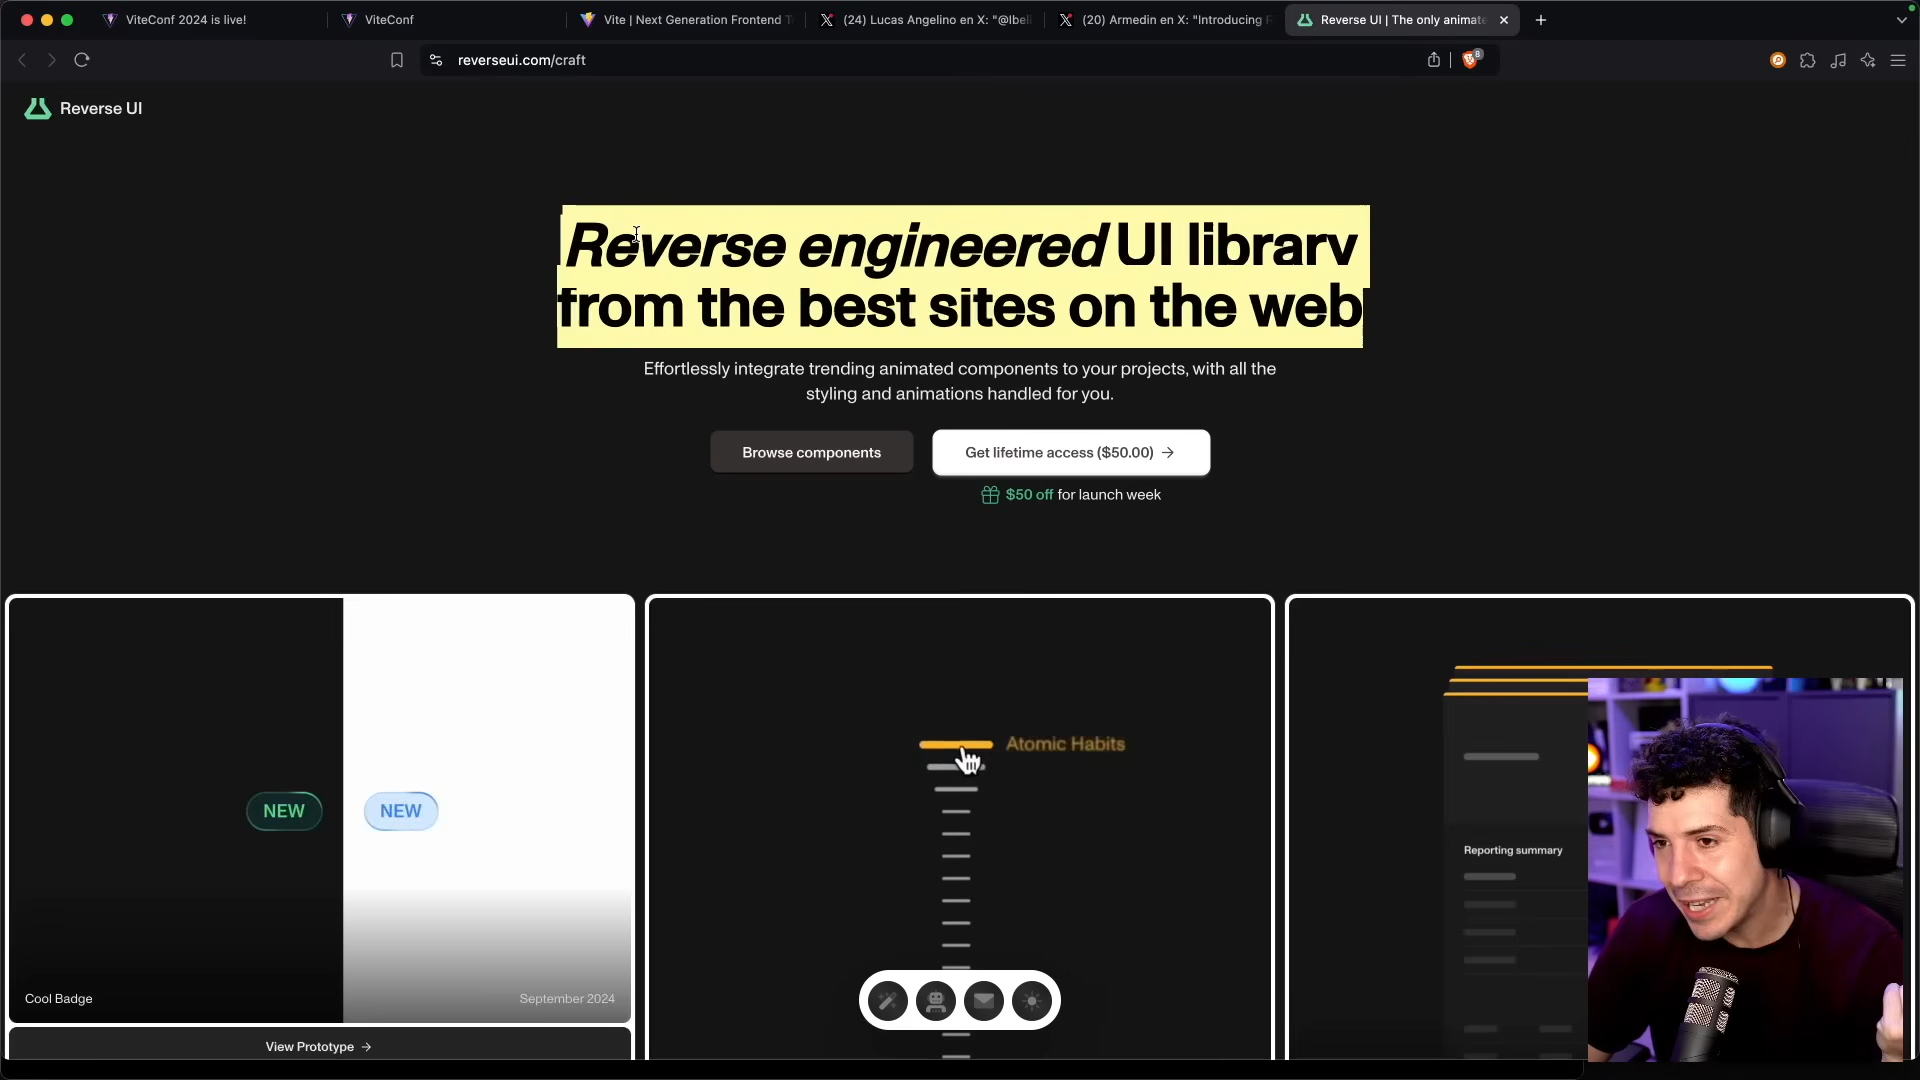 ViteConf 2024 is live!
ViteConf
Vite | Next Generation Frontend T
(24) Lucas Angelino en X: "@Ibeli
(20) Armedin en X: "Introducing R
Reverse UI | The only animate
reverseui.com/craft
8
Reverse UI
Reverse engineered UI library
from the best sites on the web
Effortlessly integrate trending animated components to your projects, with all the
styling and animations handled for you.
Browse components
Get lifetime access ($50.00) →
$50 off for launch week
NEW
NEW
Cool Badge
September 2024
View Prototype →
Atomic Habits
Reporting summary